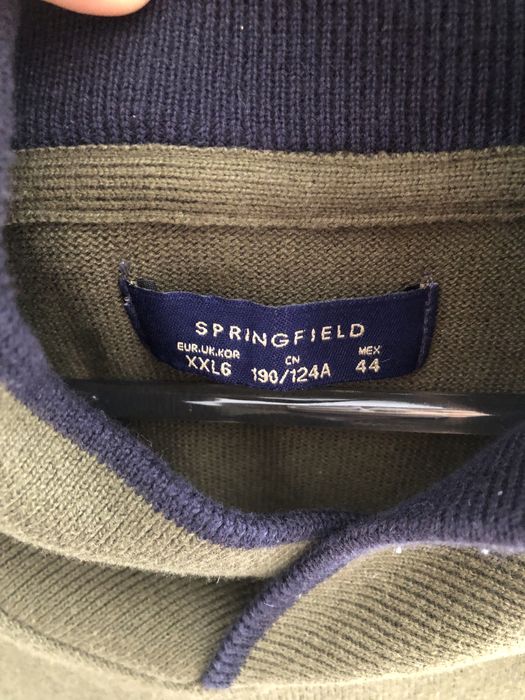 SPRINGFIELD
EUR.UK.KOR CN MEX
XXL6 190/124A 44